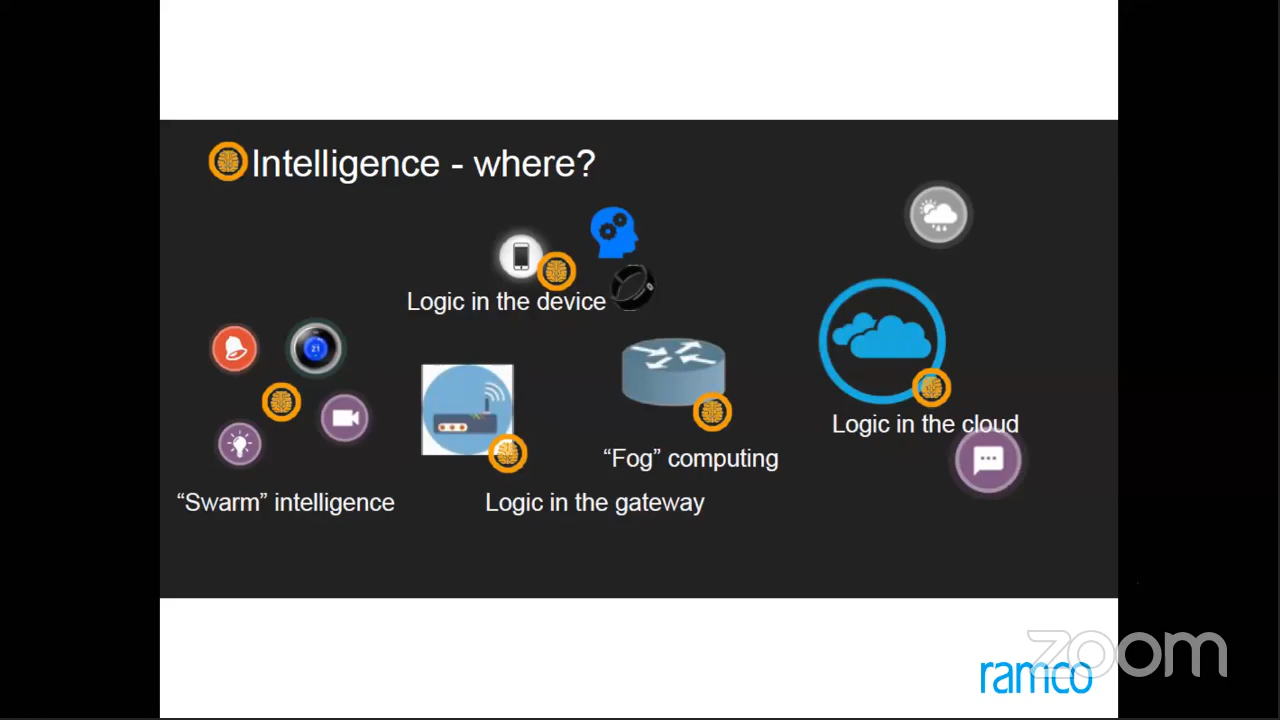 Intelligence - where?
Logic in the device
21
"Fog" computing
Logic in the cloud
"Swarm" intelligence
Logic in the gateway
zoom
ramco